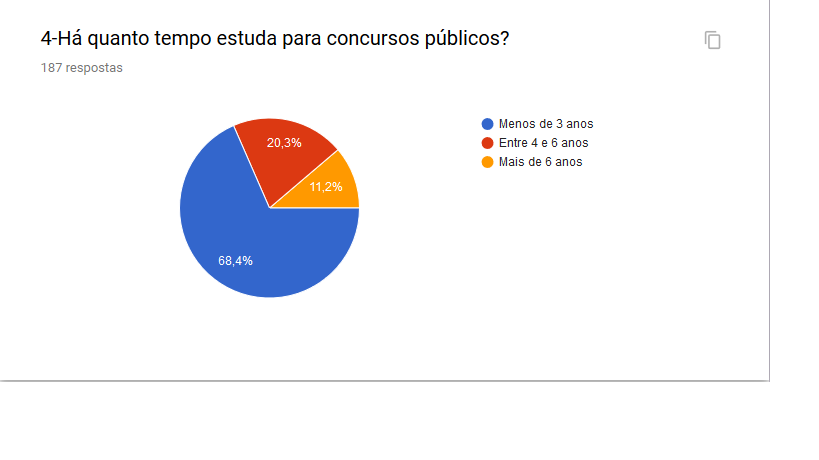 4-Há quanto tempo estuda para concursos públicos?
187 respostas
20,3%
11,2%
68,4%
Menos de 3 anos
Entre 4 e 6 anos
Mais de 6 anos